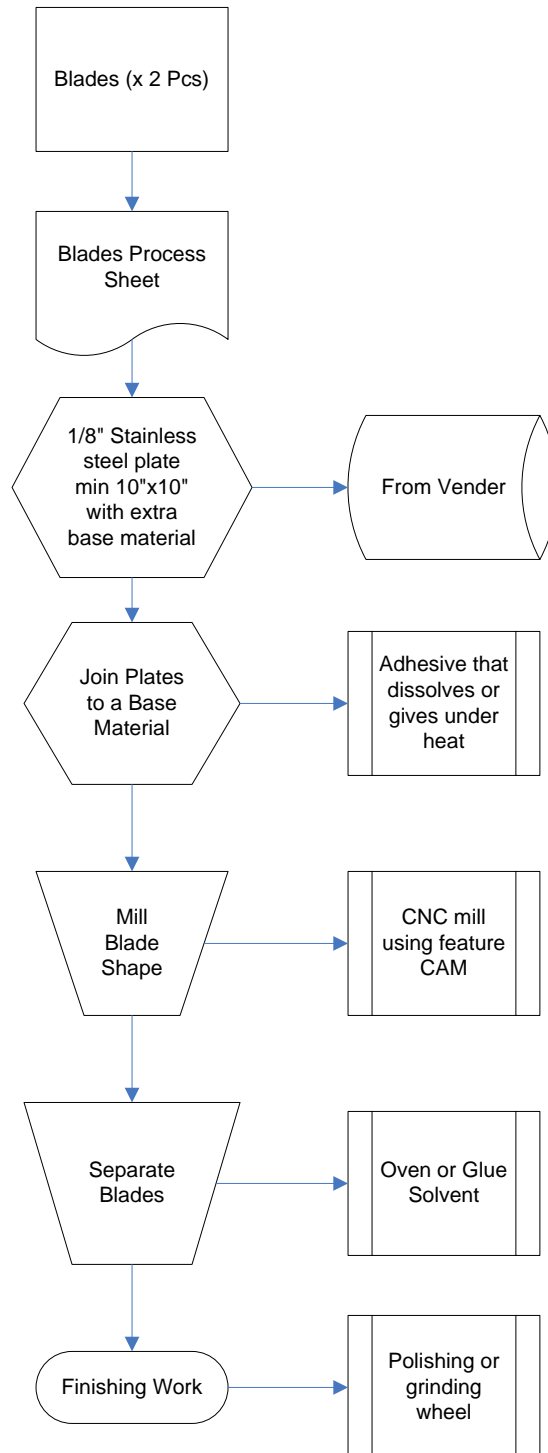 Blades (x 2 Pcs)
Blades Process
Sheet
1/8" Stainless
steel plate
min 10"x10"
with extra
base material
From Vender
Join Plates
to a Base
Material
Adhesive that
dissolves or
gives under
heat
Mill
Blade
Shape
CNC mill
using feature
CAM
Separate
Blades
Oven or Glue
Solvent
Finishing Work
Polishing or
grinding
wheel